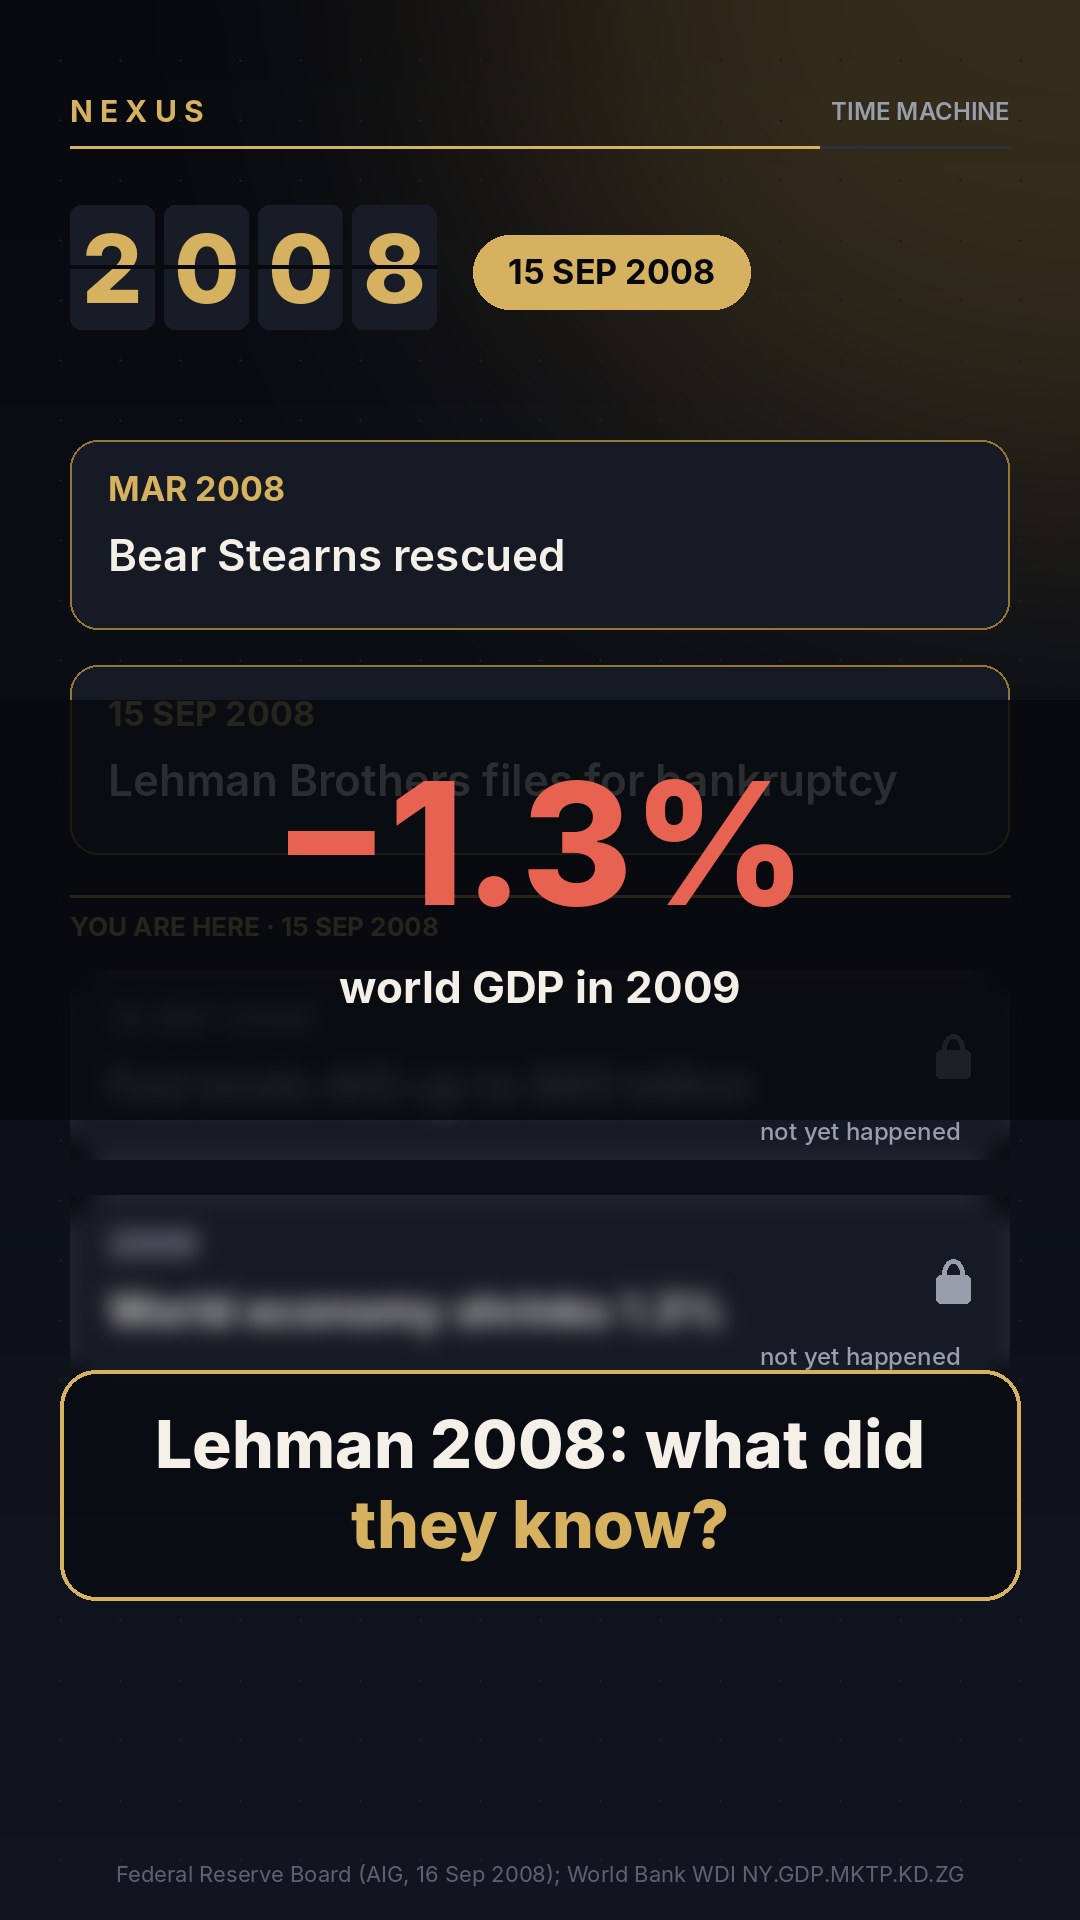 NEXUS
TIME MACHINE
2008
15 SEP 2008
MAR 2008
Bear Stearns rescued
15 SEP 2008
Lehman Brothers files for bankruptcy
−1.3%
YOU ARE HERE · 15 SEP 2008
world GDP in 2009
not yet happened
World economy shrinks
not yet happened
Lehman 2008: what did
they know?
Federal Reserve Board (AIG, 16 Sep 2008); World Bank WDI NY.GDP.MKTP.KD.ZG